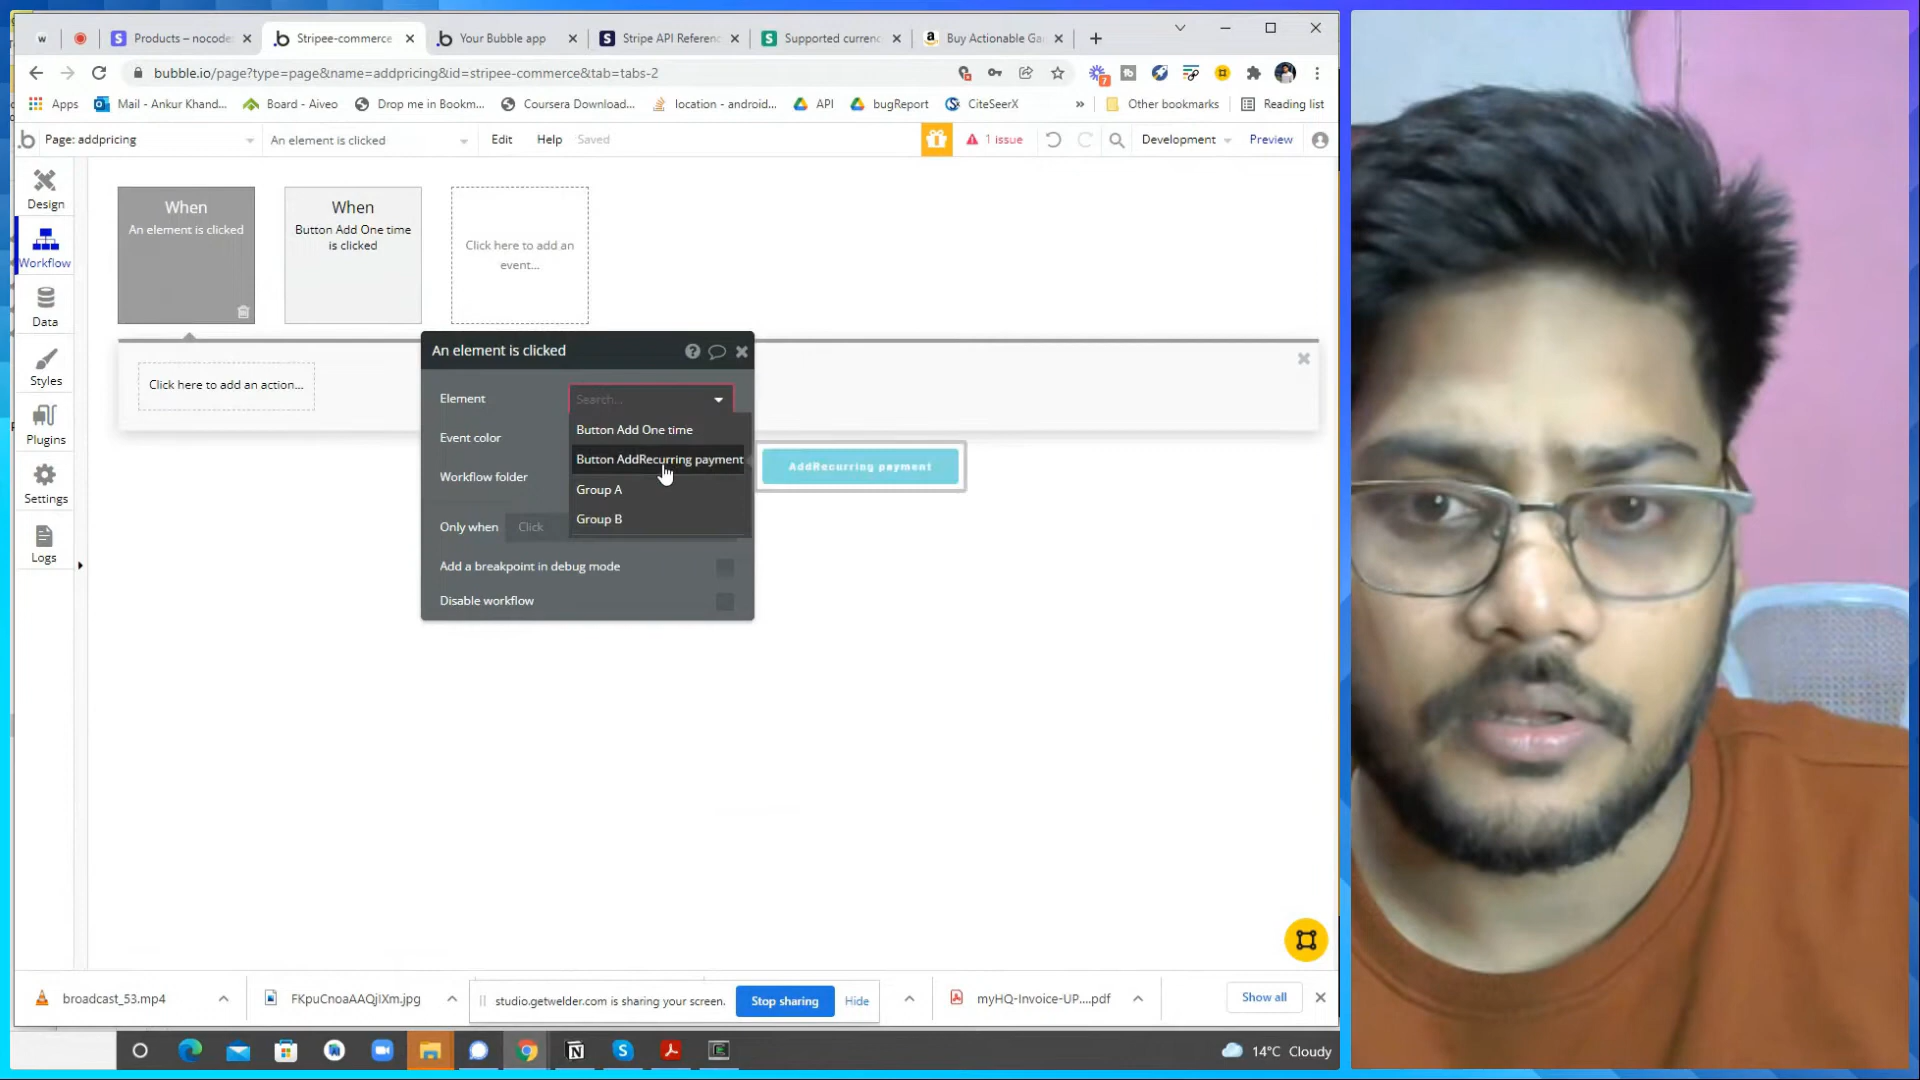 Products – nocode
Stripee-commerce
Your Bubble app
Stripe API Referen
Supported curren
Buy Actionable Ga
bubble.io/page?type=page&name=addpricing&id=stripee-commerce&tab=tabs-2
7
Apps
Mail - Ankur Khand...
Board - Aiveo
Drop me in Bookm...
Coursera Download...
location - android...
API
bugReport
CiteSeerX
»
Other bookmarks
Reading list
Page: addpricing
An element is clicked
Edit
Help
Saved
1 issue
Development
Preview
Design
Workflow
Data
Styles
Plugins
Settings
Logs
When
An element is clicked
When
Button Add One time
is clicked
Click here to add an
event...
Click here to add an action...
An element is clicked
Element
Search...
Button Add One time
Button AddRecurring payment
Group A
Group B
Event color
Workflow folder
Only when
Click
Add a breakpoint in debug mode
Disable workflow
AddRecurring payment
broadcast_53.mp4
FKpuCnoaAAQjIXm.jpg
studio.getwelder.com is sharing your screen.
Stop sharing
Hide
myHQ-Invoice-UP....pdf
Show all
14°C Cloudy